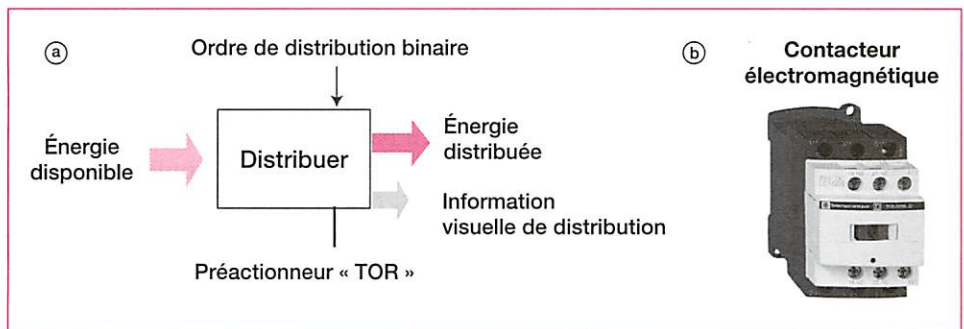 a
Ordre de distribution binaire
Énergie
disponible
Distribuer
Énergie
distribuée
Information
visuelle de distribution
Préactionneur « TOR »
b
Contacteur
électromagnétique